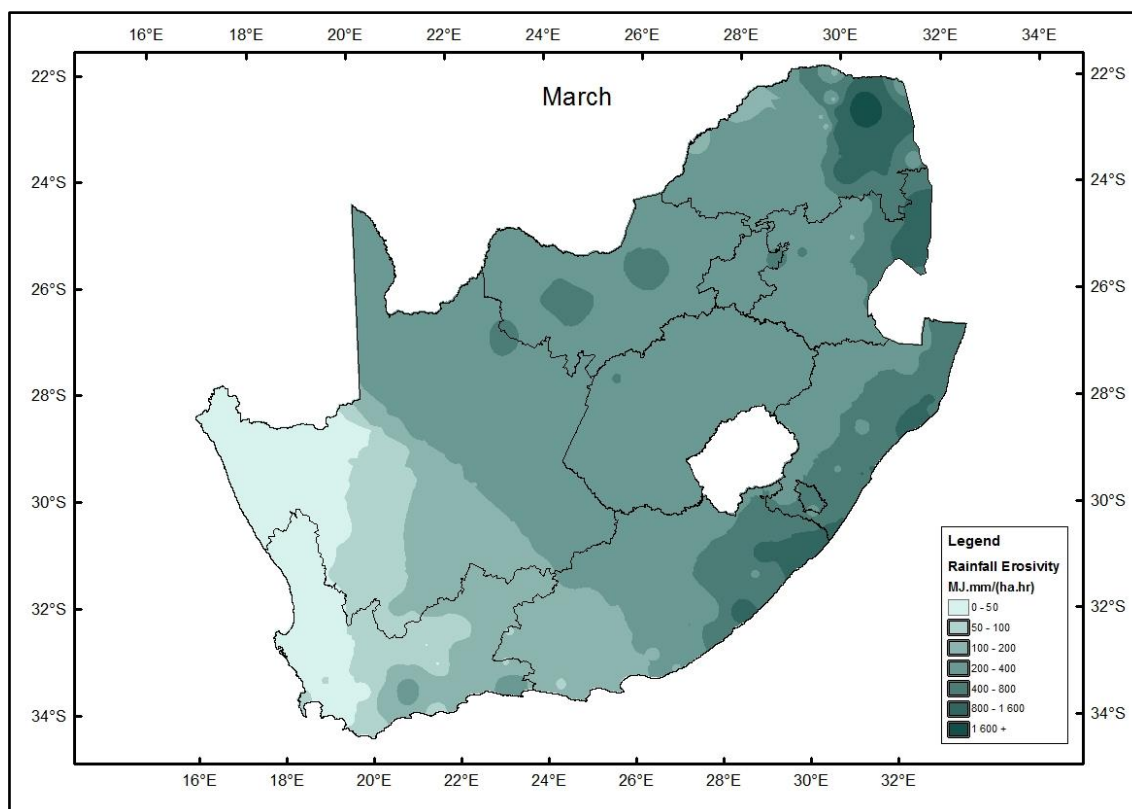 16°E 18°E 20°E 22°E 24°E 26°E 28°E 30°E 32°E
22°S 22°S
March
24°S 24°S
26°S 26°S
28°S 28°S
30°S 30°S
Legend
Rainfall Erosivity
MJ.mm/(ha.hr)
0 - 50
50 - 100
100 - 200
200 - 400
400 - 800
800 - 1 600
1 600 +
32°S 32°S
34°S 34°S
16°E 18°E 20°E 22°E 24°E 26°E 28°E 30°E 32°E